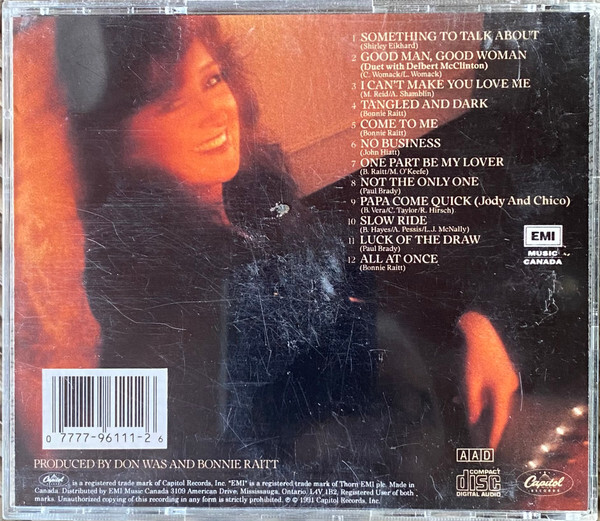 1 SOMETHING TO TALK ABOUT
(Shirley Eikhard)
2 GOOD MAN, GOOD WOMAN
(Duet with Delbert McClinton)
(C. Womack/L. Womack)
3 I CAN'T MAKE YOU LOVE ME
(M. Reid/A. Shamblin)
4 TANGLED AND DARK
(Bonnie Raitt)
5 COME TO ME
(Bonnie Raitt)
6 NO BUSINESS
(John Hiatt)
7 ONE PART BE MY LOVER
(B. Raitt/M. O'Keefe)
8 NOT THE ONLY ONE
(Paul Brady)
9 PAPA COME QUICK (Jody And Chico)
(B. Vera/C. Taylor/R. Hirsch)
10 SLOW RIDE
(B. Hayes/A. Pessis/L.J. McNally)
11 LUCK OF THE DRAW
(Paul Brady)
12 ALL AT ONCE
(Bonnie Raitt)
EMI
MUSIC
CANADA
0 7777-96111-2 6
PRODUCED BY DON WAS AND BONNIE RAITT
AAD
COMPACT
disc
DIGITAL AUDIO
Capitol
RECORDS
Capitol is a registered trade mark of Capitol Records, Inc. "EMI" is a registered trade mark of Thorn EMI plc. Made in
Canada. Distributed by EMI Music Canada 3109 American Drive, Mississauga, Ontario, L4V 1B2, Registered User of both
marks. Unauthorized copying of this recording in any form is strictly prohibited. ℗ © 1991 Capitol Records, Inc.